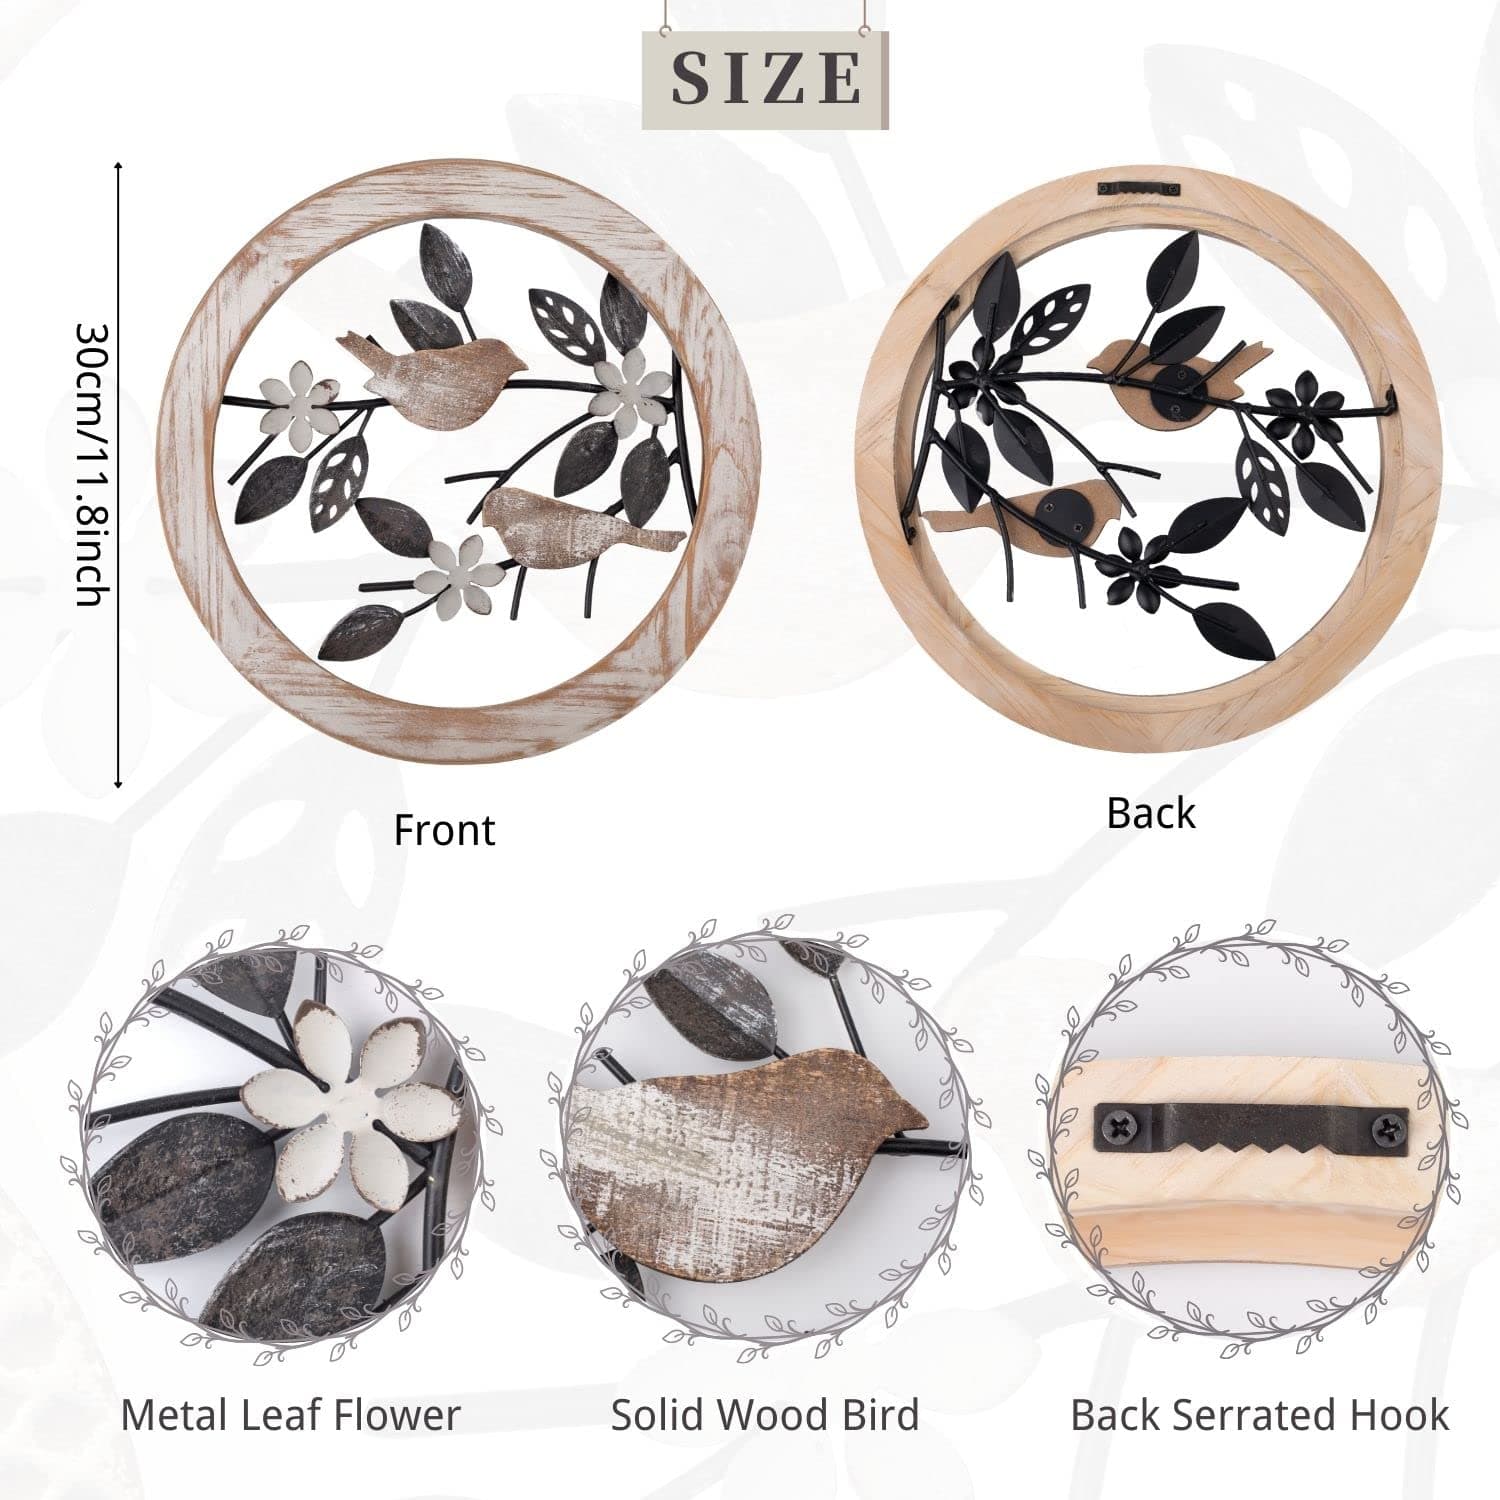 SIZE
30cm/11.8inch
Front
Back
Metal Leaf Flower
Solid Wood Bird
Back Serrated Hook